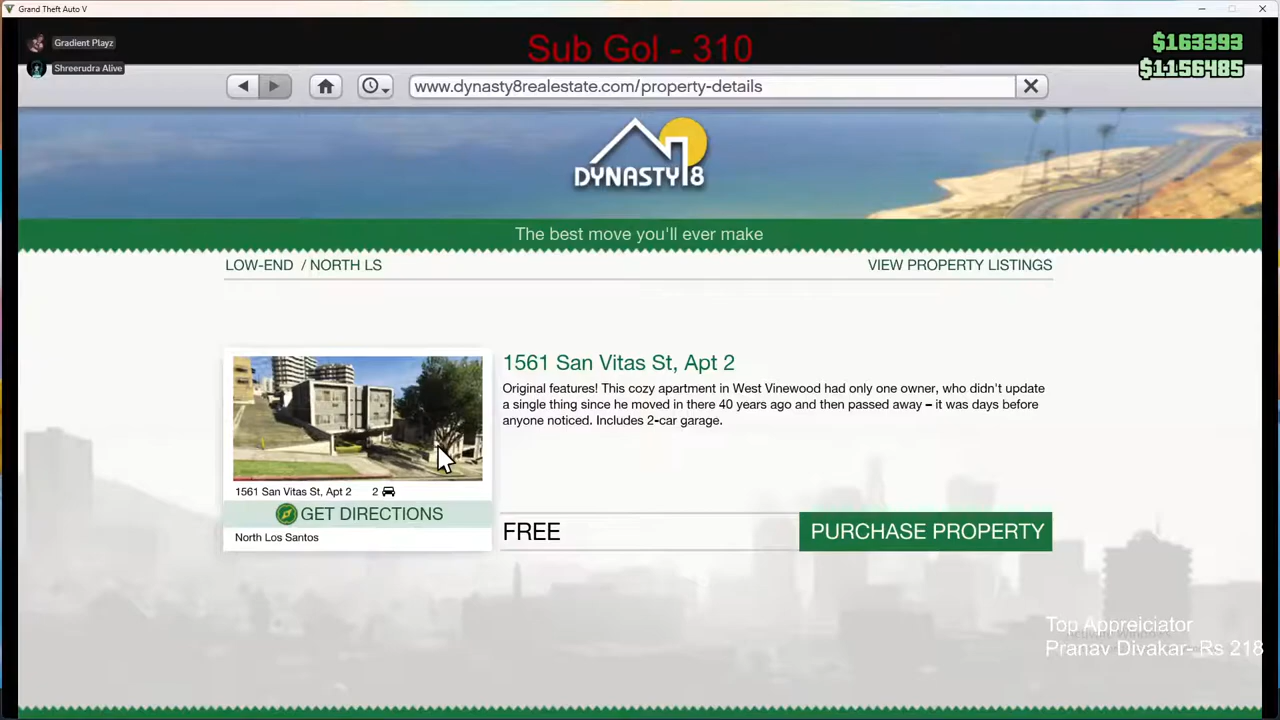 Grand Theft Auto V
Gradient Playz
Shreerudra Alive
Sub Gol - 310
$163393
$1156485
www.dynasty8realestate.com/property-details
DYNASTY 8
The best move you'll ever make
LOW-END / NORTH LS
VIEW PROPERTY LISTINGS
1561 San Vitas St, Apt 2
Original features! This cozy apartment in West Vinewood had only one owner, who didn't update
a single thing since he moved in there 40 years ago and then passed away – it was days before
anyone noticed. Includes 2-car garage.
1561 San Vitas St, Apt 2 2
GET DIRECTIONS
North Los Santos
FREE
PURCHASE PROPERTY
Top Appreiciator
Pranav Divakar- Rs 218